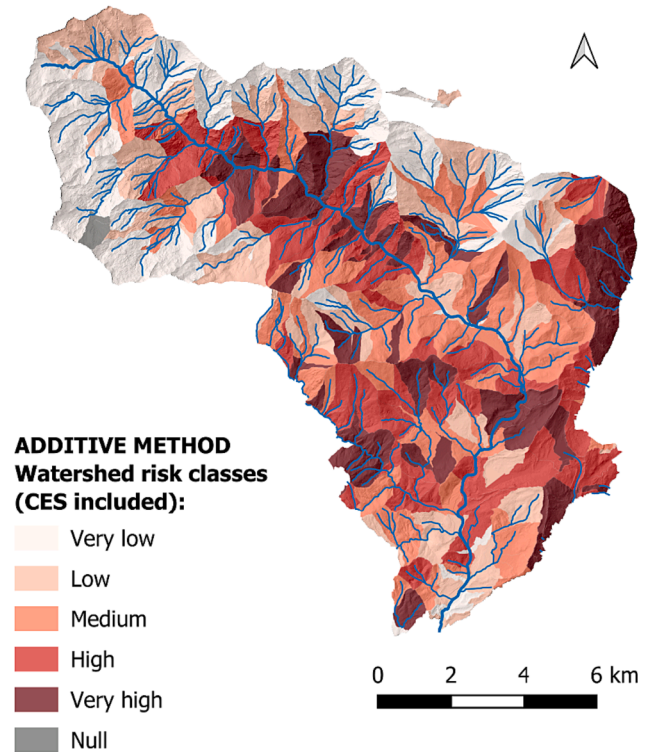 ADDITIVE METHOD
Watershed risk classes
(CES included):
Very low
Low
Medium
High
Very high
Null
0 2 4 6 km